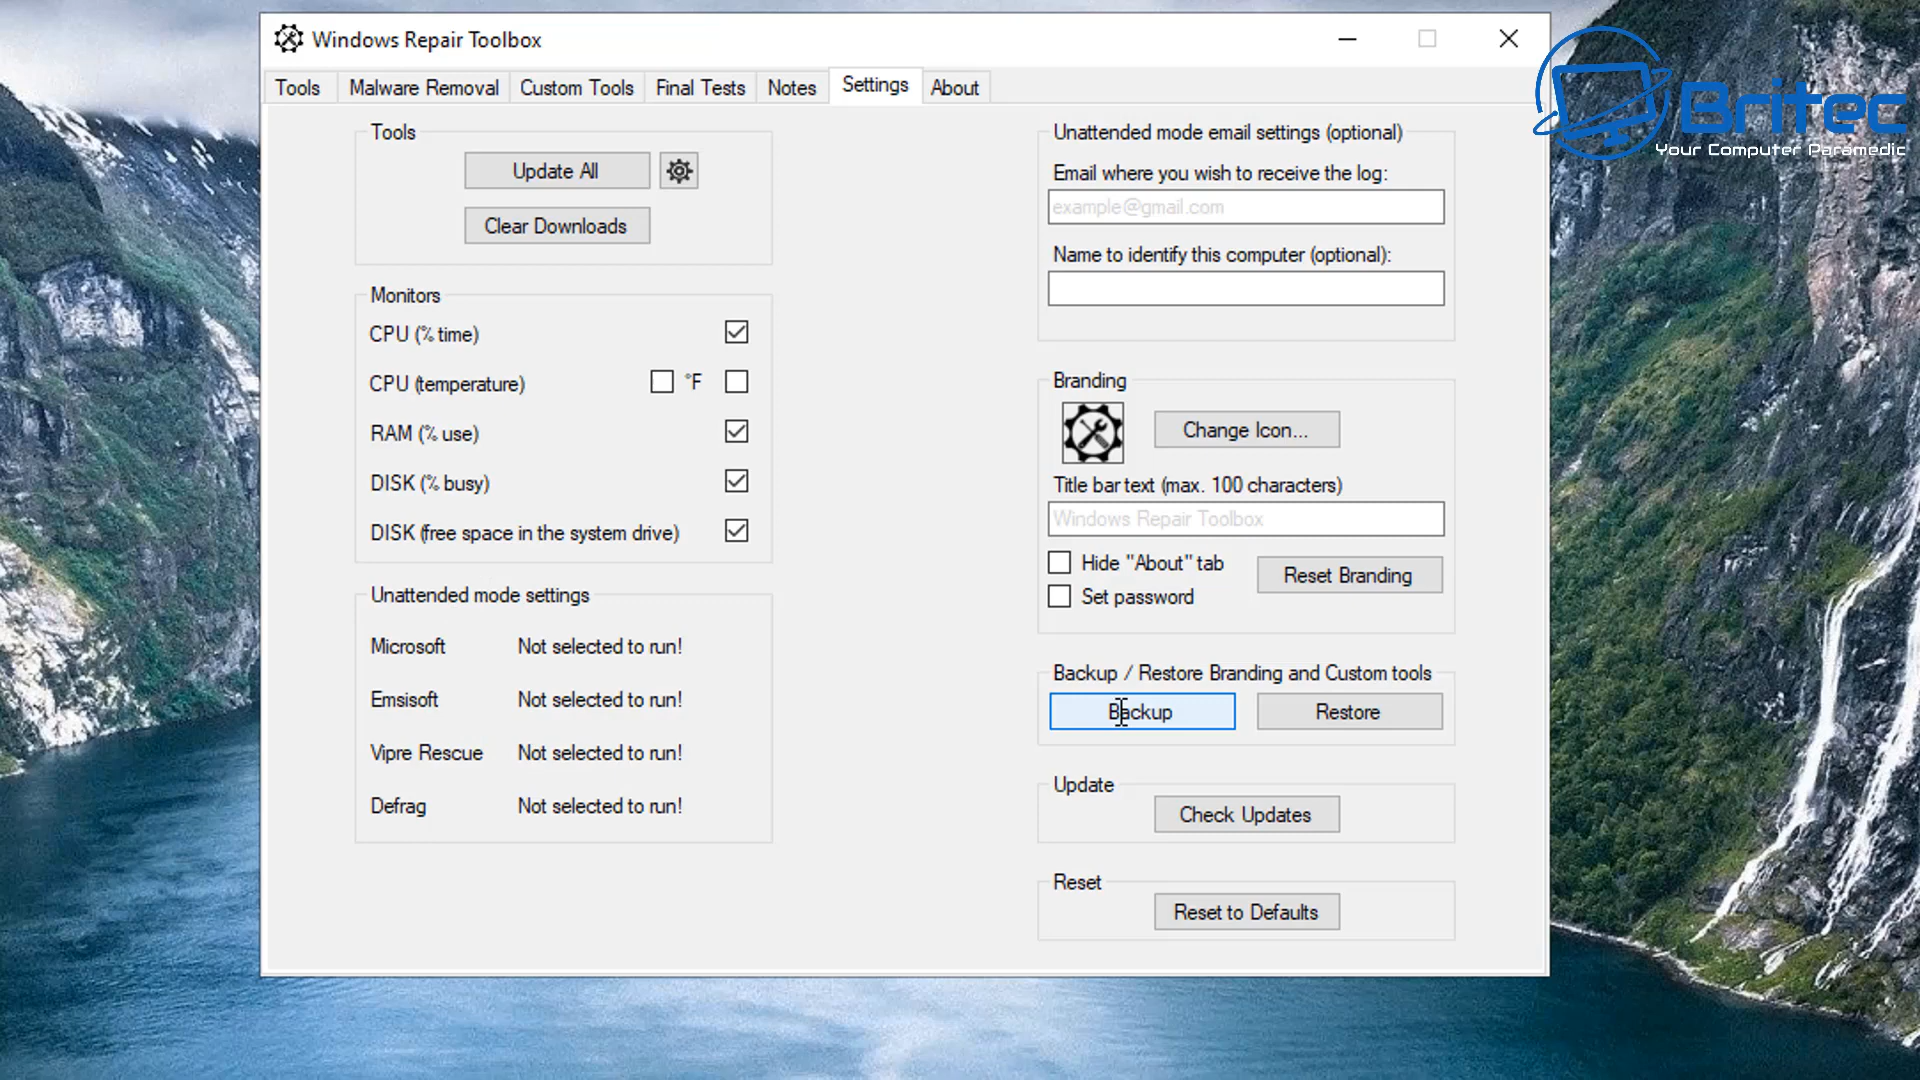 Windows Repair Toolbox
Tools
Malware Removal
Custom Tools
Final Tests
Notes
Settings
About
Tools
Update All
Clear Downloads
Monitors
CPU (% time)
CPU (temperature)
°F
RAM (% use)
DISK (% busy)
DISK (free space in the system drive)
Unattended mode settings
Microsoft Not selected to run!
Emsisoft Not selected to run!
Vipre Rescue Not selected to run!
Defrag Not selected to run!
Unattended mode email settings (optional)
Email where you wish to receive the log:
example@gmail.com
Name to identify this computer (optional):
Branding
Change Icon...
Title bar text (max. 100 characters)
Windows Repair Toolbox
Hide "About" tab
Set password
Reset Branding
Backup / Restore Branding and Custom tools
Backup
Restore
Update
Check Updates
Reset
Reset to Defaults
Britec
Your Computer Paramedic